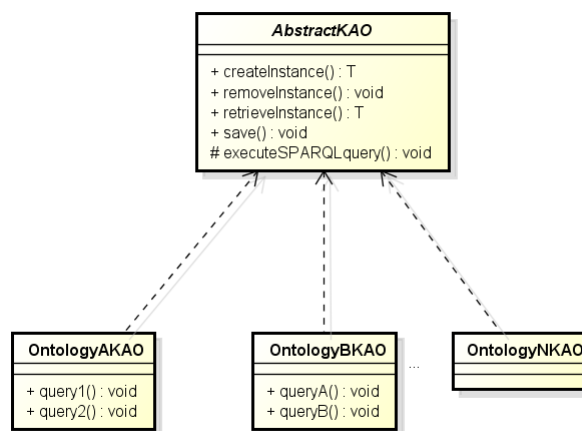 AbstractKAO
+ createInstance() : T
+ removeInstance() : void
+ retrieveInstance() : T
+ save() : void
# executeSPARQLquery() : void
OntologyAKAO
+ query1() : void
+ query2() : void
OntologyBKAO
+ queryA() : void
+ queryB() : void
...
OntologyNKAO